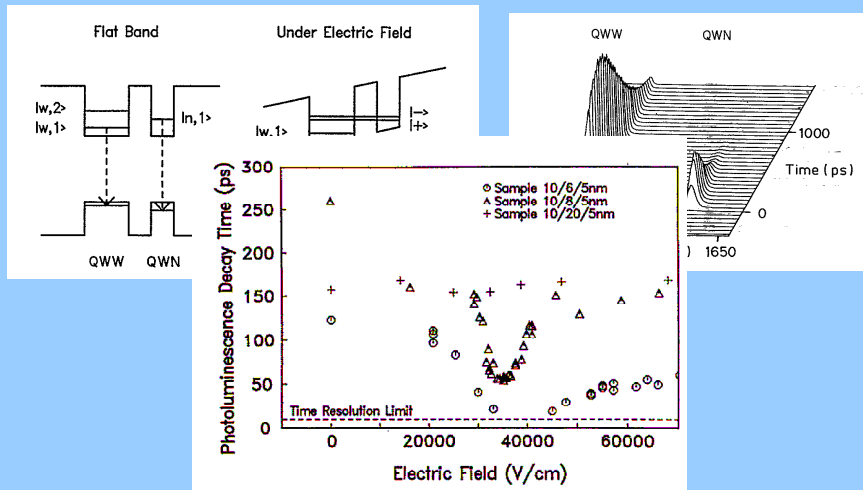 Flat Band
Under Electric Field
|w,2>
|w,1>
|n,1>
|w,1>
|->
|+>
QWW
QWN
QWW
QWN
1000
Time (ps)
0
) 1650
Photoluminescence Decay Time (ps)
300
250
200
150
100
50
0
Sample 10/6/5nm
Sample 10/8/5nm
Sample 10/20/5nm
Time Resolution Limit
0 20000 40000 60000
Electric Field (V/cm)